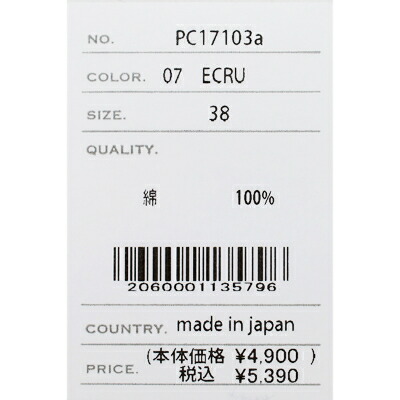 NO. PC17103a
COLOR. 07 ECRU
SIZE. 38
QUALITY.
綿 100%
2060001135796
COUNTRY. made in japan
(本体価格 ¥4,900 )
PRICE. 税込 ¥5,390